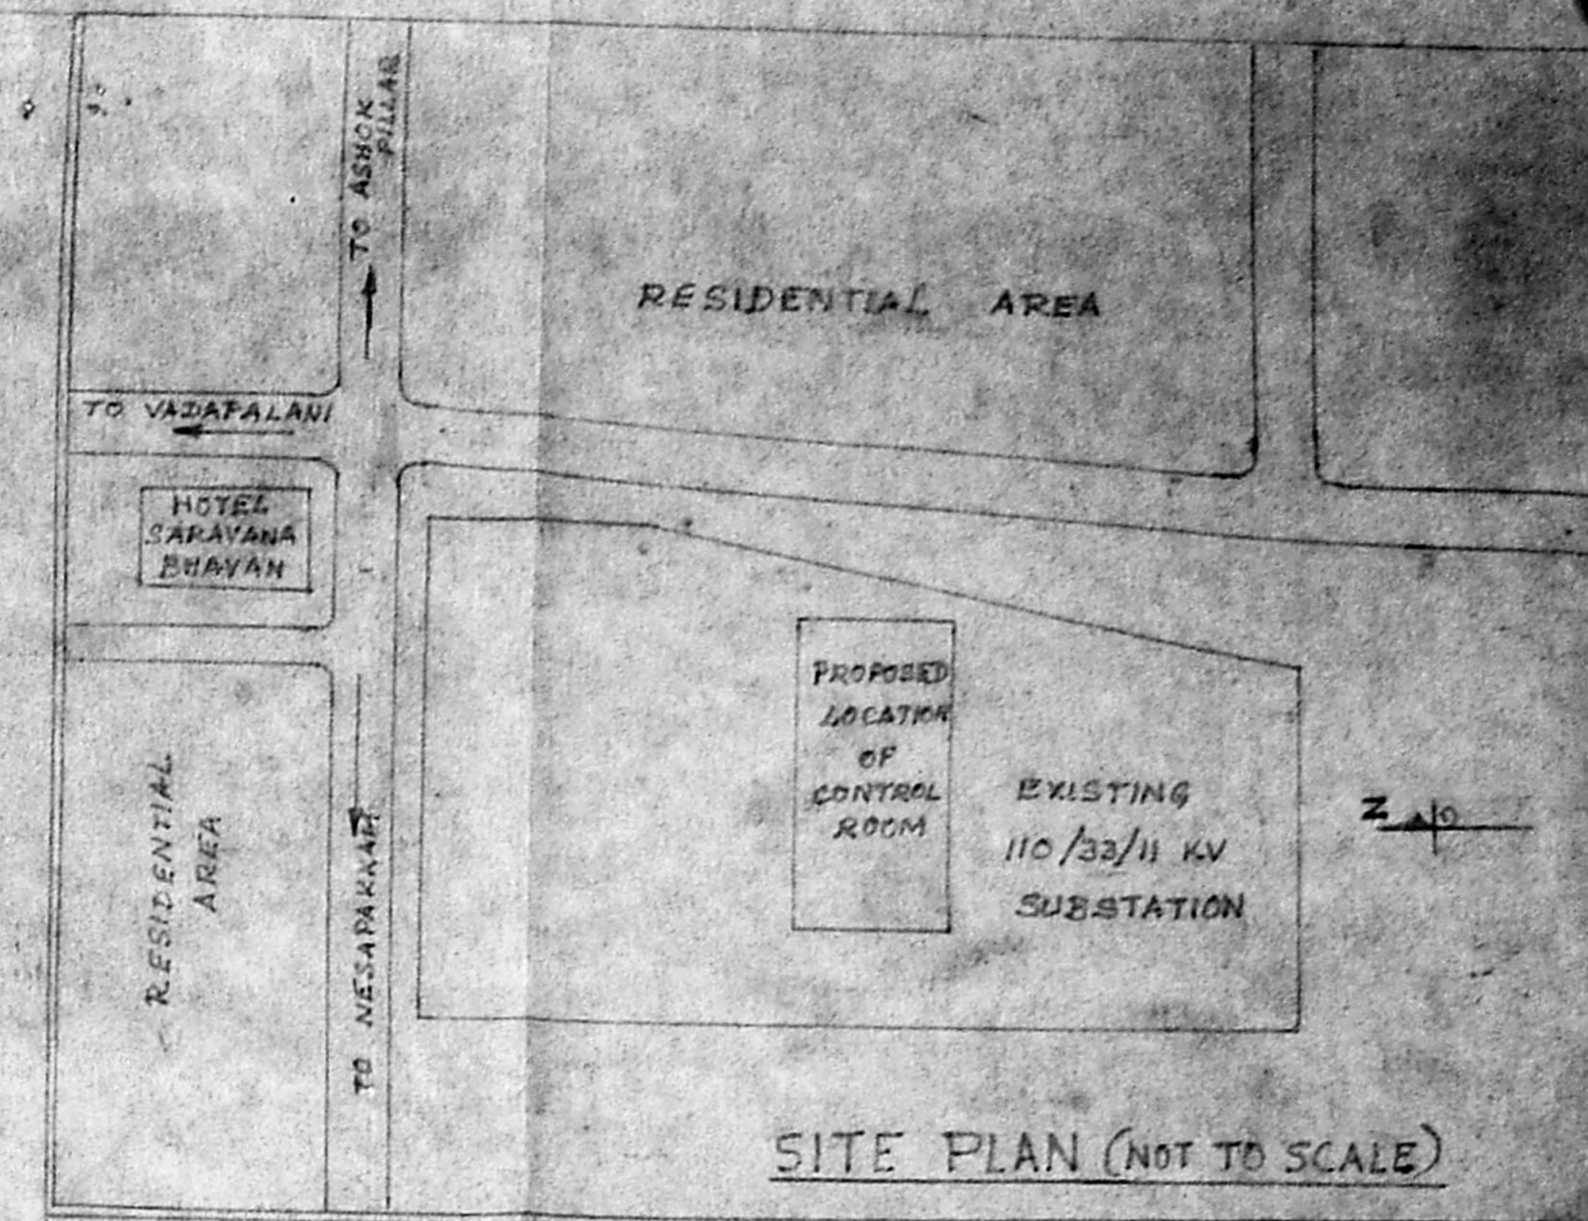 TO ASHOK
PILLAR
RESIDENTIAL AREA
TO VADAPALANI
HOTEL
SARAVANA
BHAVAN
PROPOSED
LOCATION
OF
CONTROL
ROOM
EXISTING
110/33/11 KV
SUBSTATION
Z
RESIDENTIAL
AREA
TO NESAPAKKAM
SITE PLAN (NOT TO SCALE)